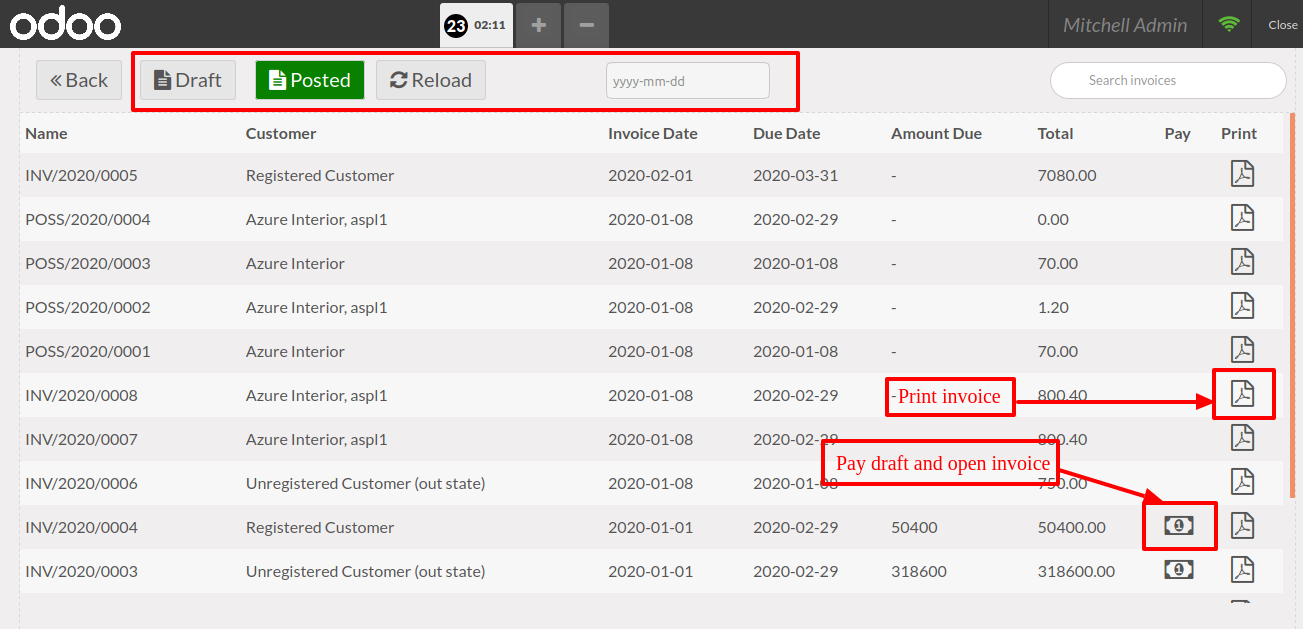 odoo 23 02:11 + − Mitchell Admin Close
Back Draft Posted Reload yyyy-mm-dd Search invoices
Name Customer Invoice Date Due Date Amount Due Total Pay Print
INV/2020/0005 Registered Customer 2020-02-01 2020-03-31 - 7080.00
POSS/2020/0004 Azure Interior, aspl1 2020-01-08 2020-02-29 - 0.00
POSS/2020/0003 Azure Interior 2020-01-08 2020-01-08 - 70.00
POSS/2020/0002 Azure Interior, aspl1 2020-01-08 2020-02-29 - 1.20
POSS/2020/0001 Azure Interior 2020-01-08 2020-01-08 - 70.00
INV/2020/0008 Azure Interior, aspl1 2020-01-08 2020-02-29 - Print invoice 800.40
INV/2020/0007 Azure Interior, aspl1 2020-01-08 2020-02-29 800.40
Pay draft and open invoice
INV/2020/0006 Unregistered Customer (out state) 2020-01-08 2020-01-08 750.00
INV/2020/0004 Registered Customer 2020-01-01 2020-02-29 50400 50400.00 1
INV/2020/0003 Unregistered Customer (out state) 2020-01-01 2020-02-29 318600 318600.00 1